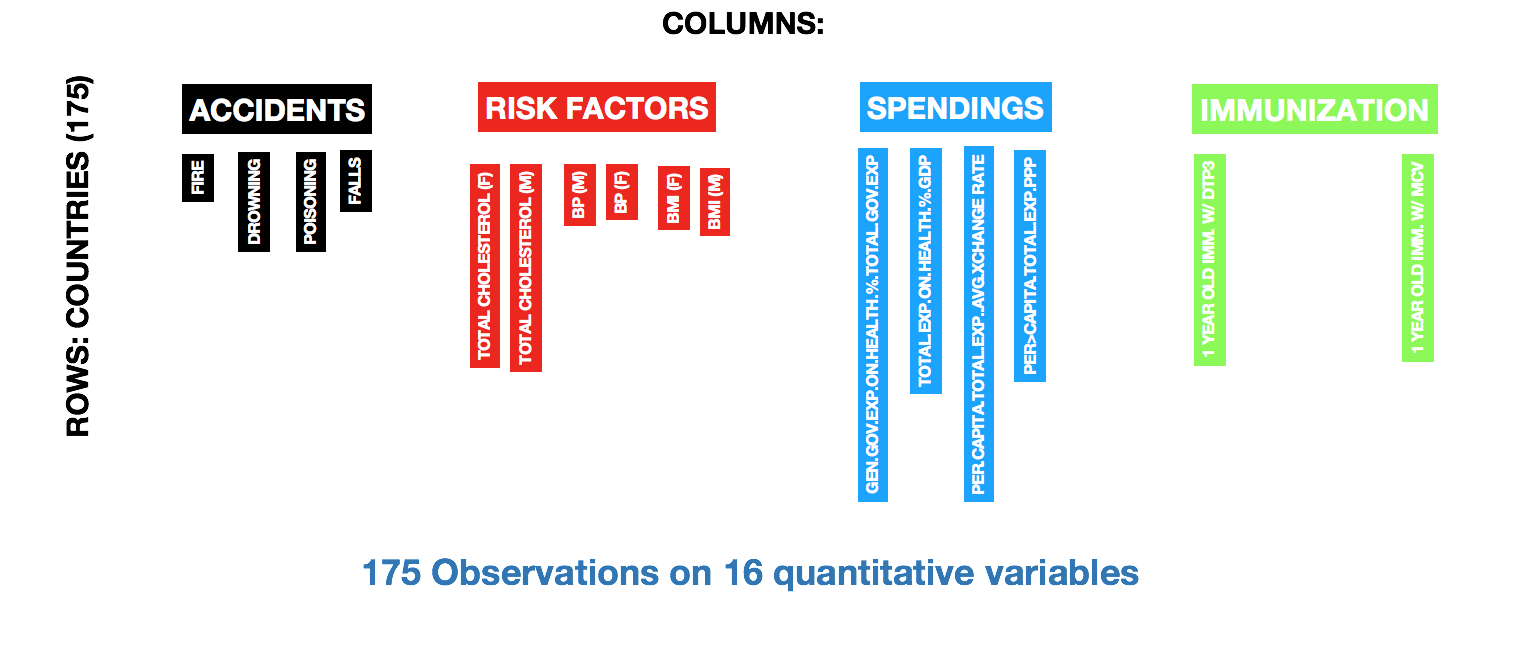 COLUMNS:
ROWS: COUNTRIES (175)
ACCIDENTS
FIRE
DROWNING
POISONING
FALLS
RISK FACTORS
TOTAL CHOLESTEROL (F)
TOTAL CHOLESTEROL (M)
BP (M)
BP (F)
BMI (F)
BMI (M)
SPENDINGS
GEN.GOV.EXP.ON.HEALTH.%.TOTAL.GOV.EXP
TOTAL.EXP.ON.HEALTH.%.GDP
PER.CAPITA.TOTAL.EXP..AVG.XCHANGE RATE
PER>CAPITA.TOTAL.EXP.PPP
IMMUNIZATION
1 YEAR OLD IMM. W/ DTP3
1 YEAR OLD IMM. W/ MCV
175 Observations on 16 quantitative variables